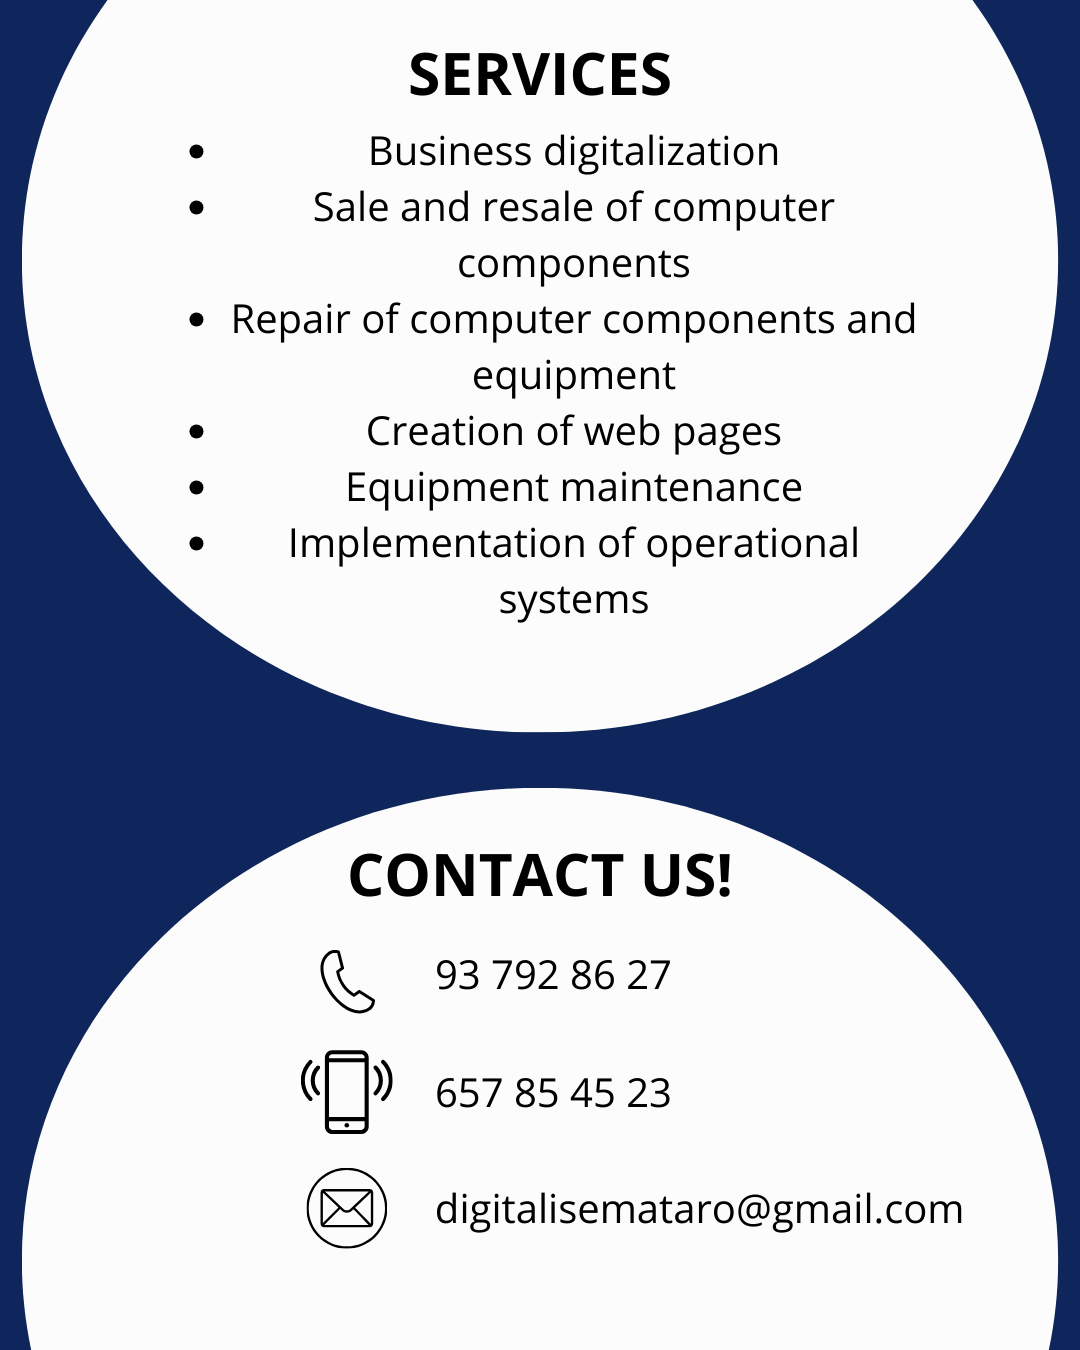 SERVICES
• Business digitalization
• Sale and resale of computer
components
• Repair of computer components and
equipment
• Creation of web pages
• Equipment maintenance
• Implementation of operational
systems
CONTACT US!
93 792 86 27
657 85 45 23
digitalisemataro@gmail.com